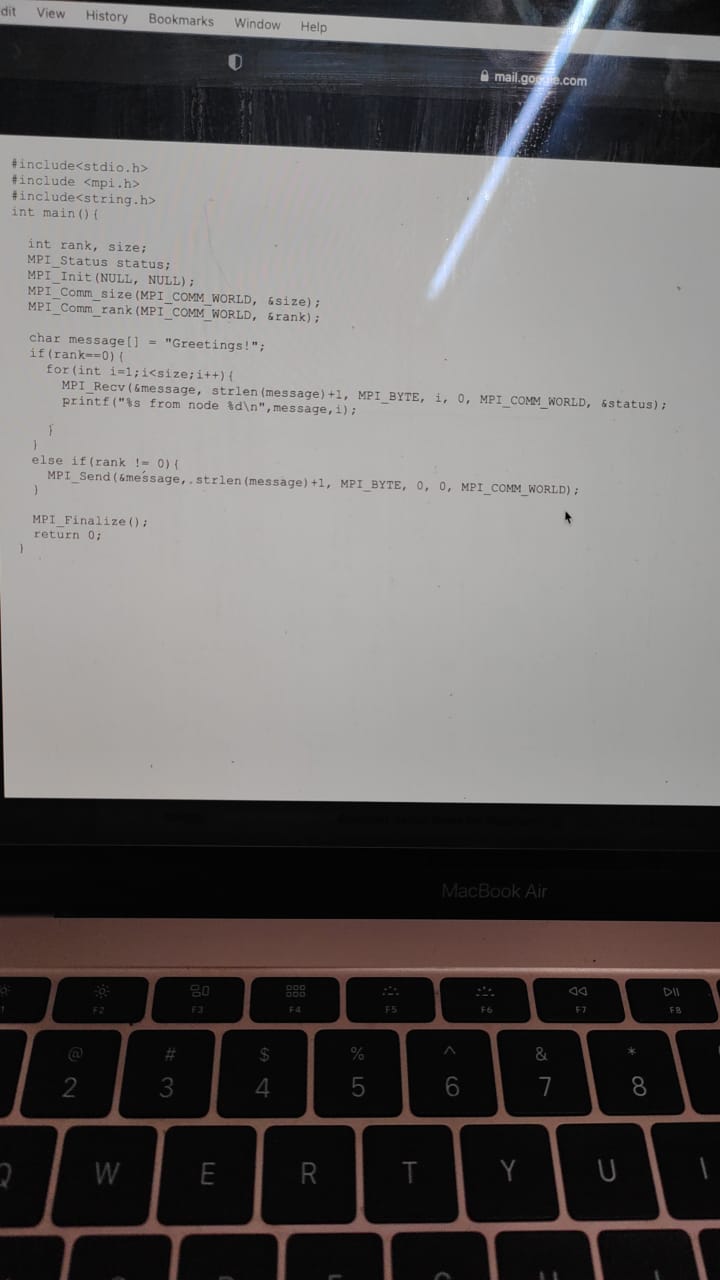 dit View History Bookmarks Window Help
mail.google.com
#include<stdio.h>
#include <mpi.h>
#include<string.h>
int main(){
int rank, size;
MPI_Status status;
MPI_Init(NULL, NULL);
MPI_Comm_size(MPI_COMM_WORLD, &size);
MPI_Comm_rank(MPI_COMM_WORLD, &rank);
char message[] = "Greetings!";
if(rank==0){
for(int i=1;i<size;i++){
MPI_Recv(&message, strlen(message)+1, MPI_BYTE, i, 0, MPI_COMM_WORLD, &status);
printf("%s from node %d\n",message,i);
}
}
else if(rank != 0){
MPI_Send(&message, strlen(message)+1, MPI_BYTE, 0, 0, MPI_COMM_WORLD);
}
MPI_Finalize();
return 0;
}
MacBook Air
F2 F3 F4 F5 F6 F7 F8
@ # $ % ^ & *
2 3 4 5 6 7 8
Q W E R T Y U I